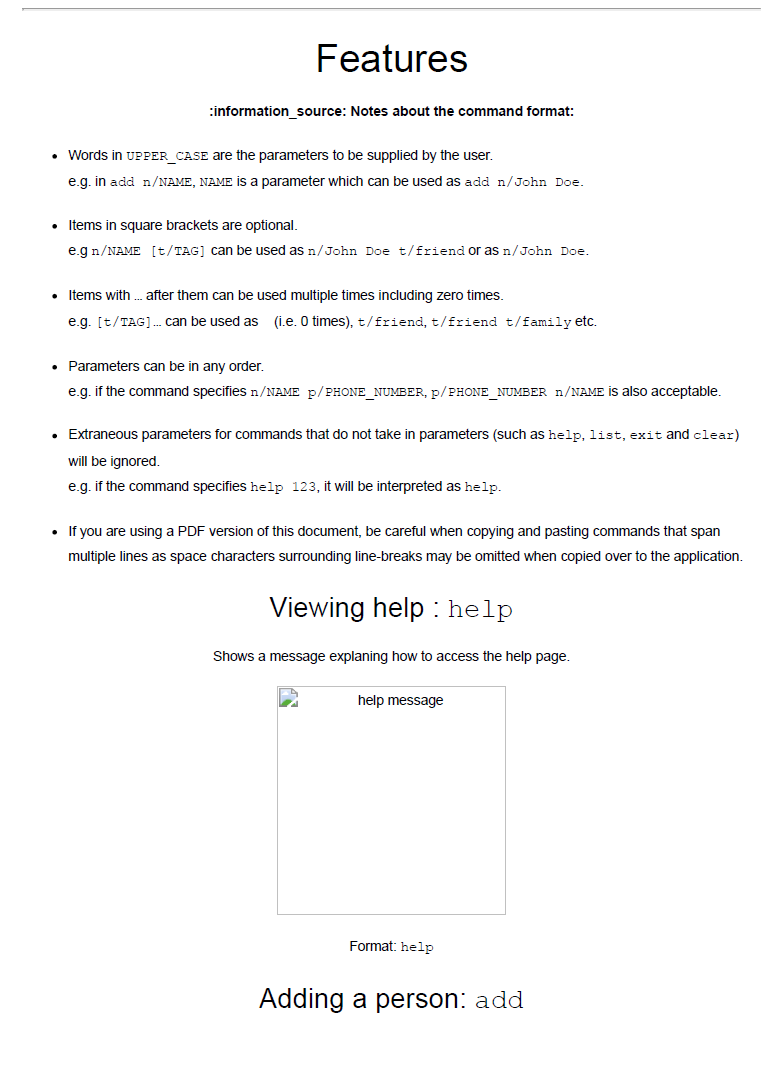 Features
:information_source: Notes about the command format:
• Words in UPPER_CASE are the parameters to be supplied by the user.
e.g. in add n/NAME, NAME is a parameter which can be used as add n/John Doe.
• Items in square brackets are optional.
e.g n/NAME [t/TAG] can be used as n/John Doe t/friend or as n/John Doe.
• Items with … after them can be used multiple times including zero times.
e.g. [t/TAG]… can be used as   (i.e. 0 times), t/friend, t/friend t/family etc.
• Parameters can be in any order.
e.g. if the command specifies n/NAME p/PHONE_NUMBER, p/PHONE_NUMBER n/NAME is also acceptable.
• Extraneous parameters for commands that do not take in parameters (such as help, list, exit and clear)
will be ignored.
e.g. if the command specifies help 123, it will be interpreted as help.
• If you are using a PDF version of this document, be careful when copying and pasting commands that span
multiple lines as space characters surrounding line-breaks may be omitted when copied over to the application.
Viewing help : help
Shows a message explaning how to access the help page.
help message
Format: help
Adding a person: add